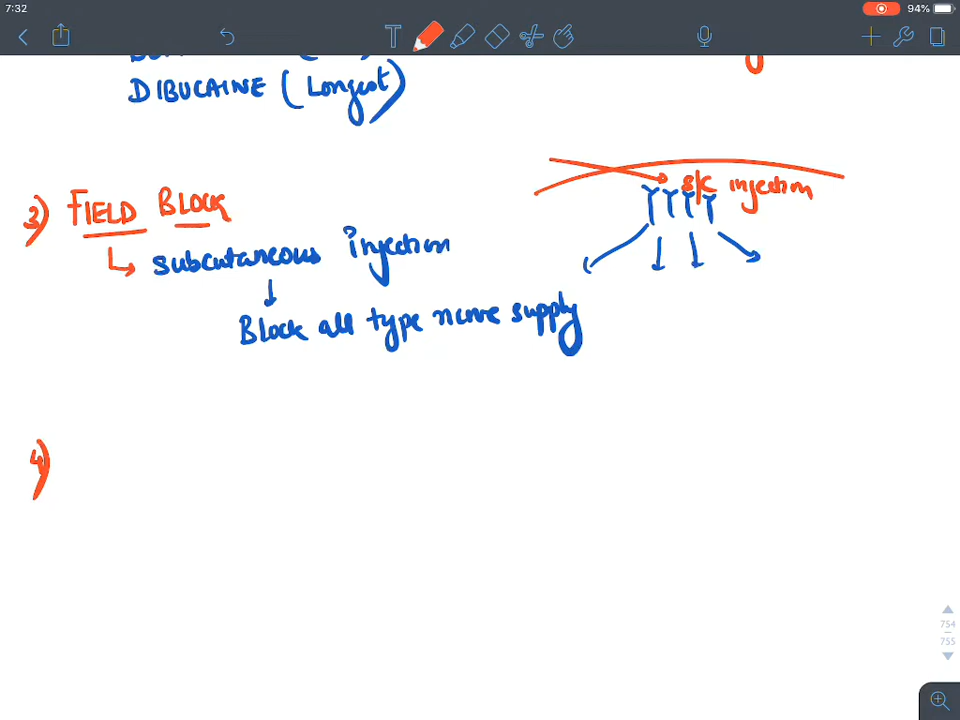 7:32
94%
T
DIBUCAINE (Longest)
3) FIELD BLOCK
S/C injection
subcutaneous injection
Block all type nerve supply
4)
754
755